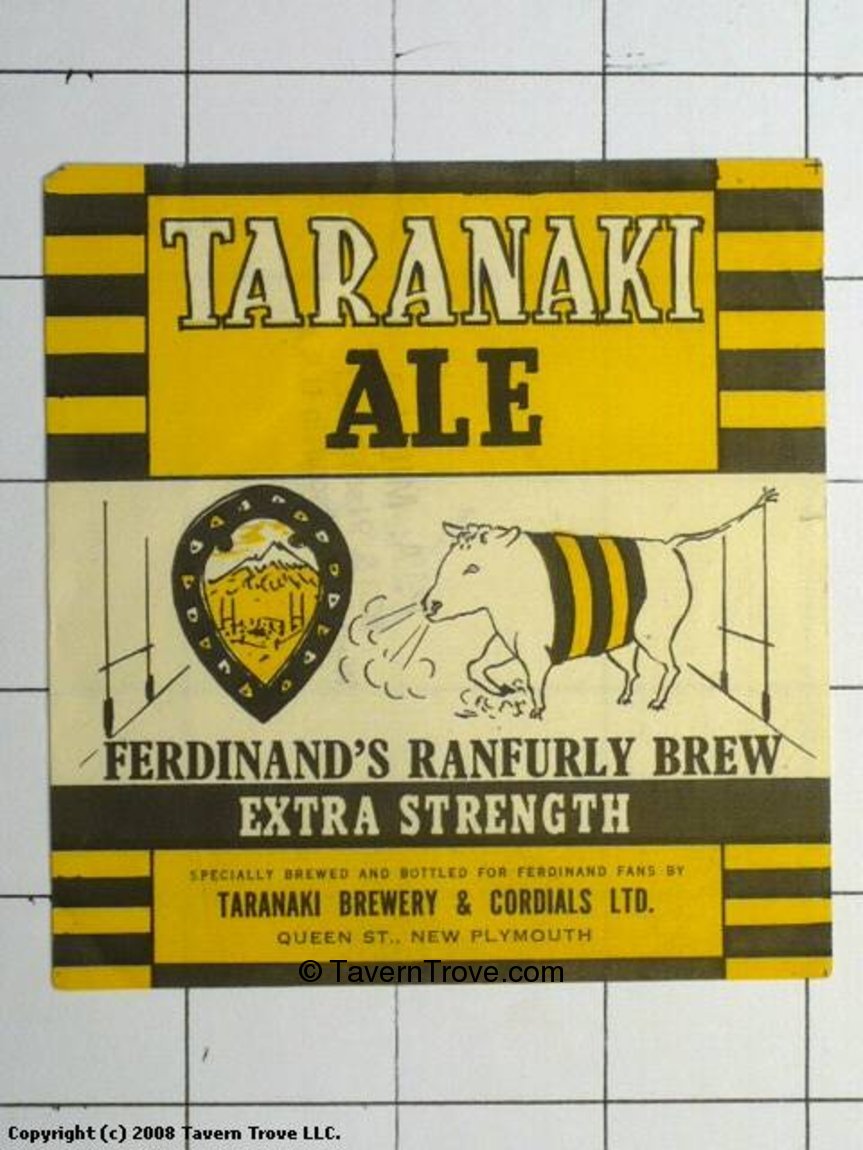 TARANAKI
ALE
FERDINAND'S RANFURLY BREW
EXTRA STRENGTH
SPECIALLY BREWED AND BOTTLED FOR FERDINAND FANS BY
TARANAKI BREWERY & CORDIALS LTD.
QUEEN ST., NEW PLYMOUTH
© TavernTrove.com
Copyright (c) 2008 Tavern Trove LLC.